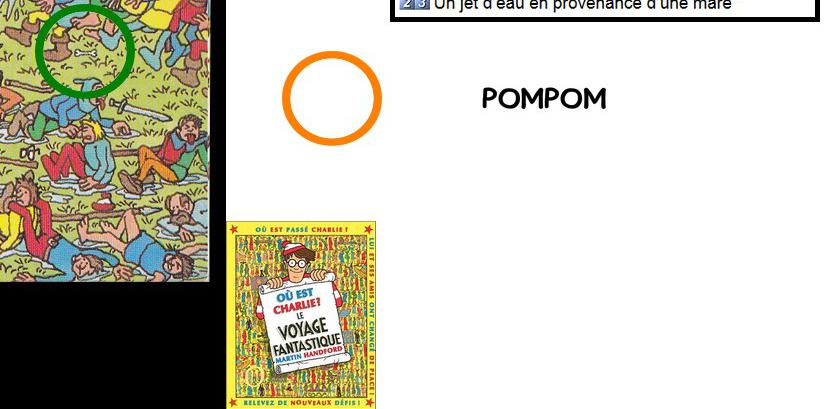 2 3 Un jet d'eau en provenance d'une mare
POMPOM
OÙ EST PASSÉ CHARLIE ?
LUI ET SES AMIS ONT CHANGÉ DE PLACE !
OÙ EST
CHARLIE?
LE
VOYAGE
FANTASTIQUE
MARTIN HANDFORD
RELEVEZ DE NOUVEAUX DÉFIS !